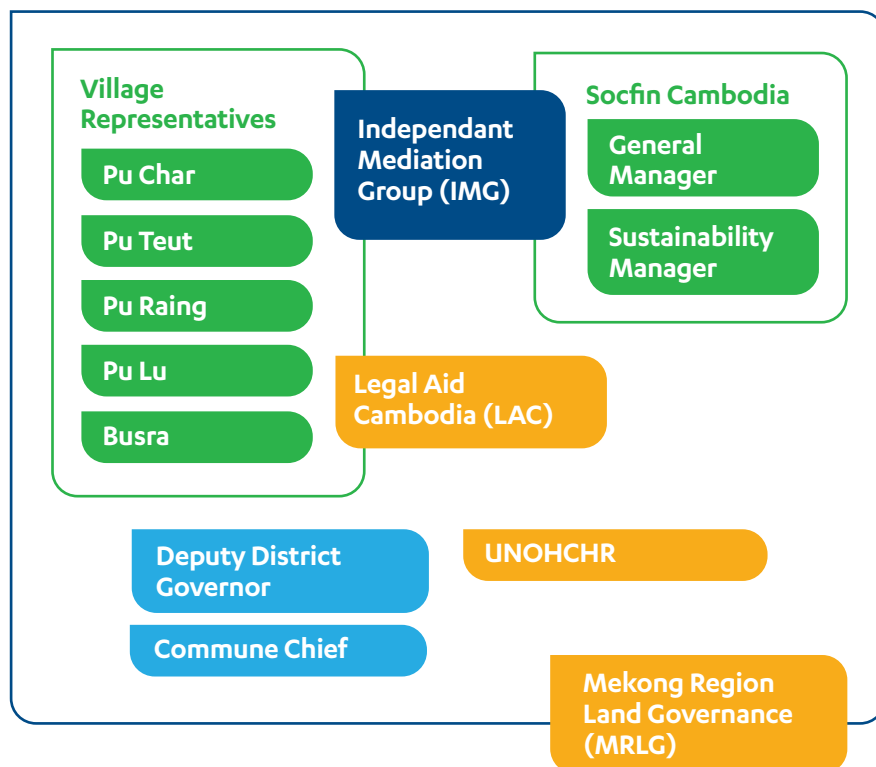 Village
Representatives
Pu Char
Pu Teut
Pu Raing
Pu Lu
Busra
Independant
Mediation
Group (IMG)
Socfin Cambodia
General
Manager
Sustainability
Manager
Legal Aid
Cambodia (LAC)
Deputy District
Governor
Commune Chief
UNOHCHR
Mekong Region
Land Governance
(MRLG)